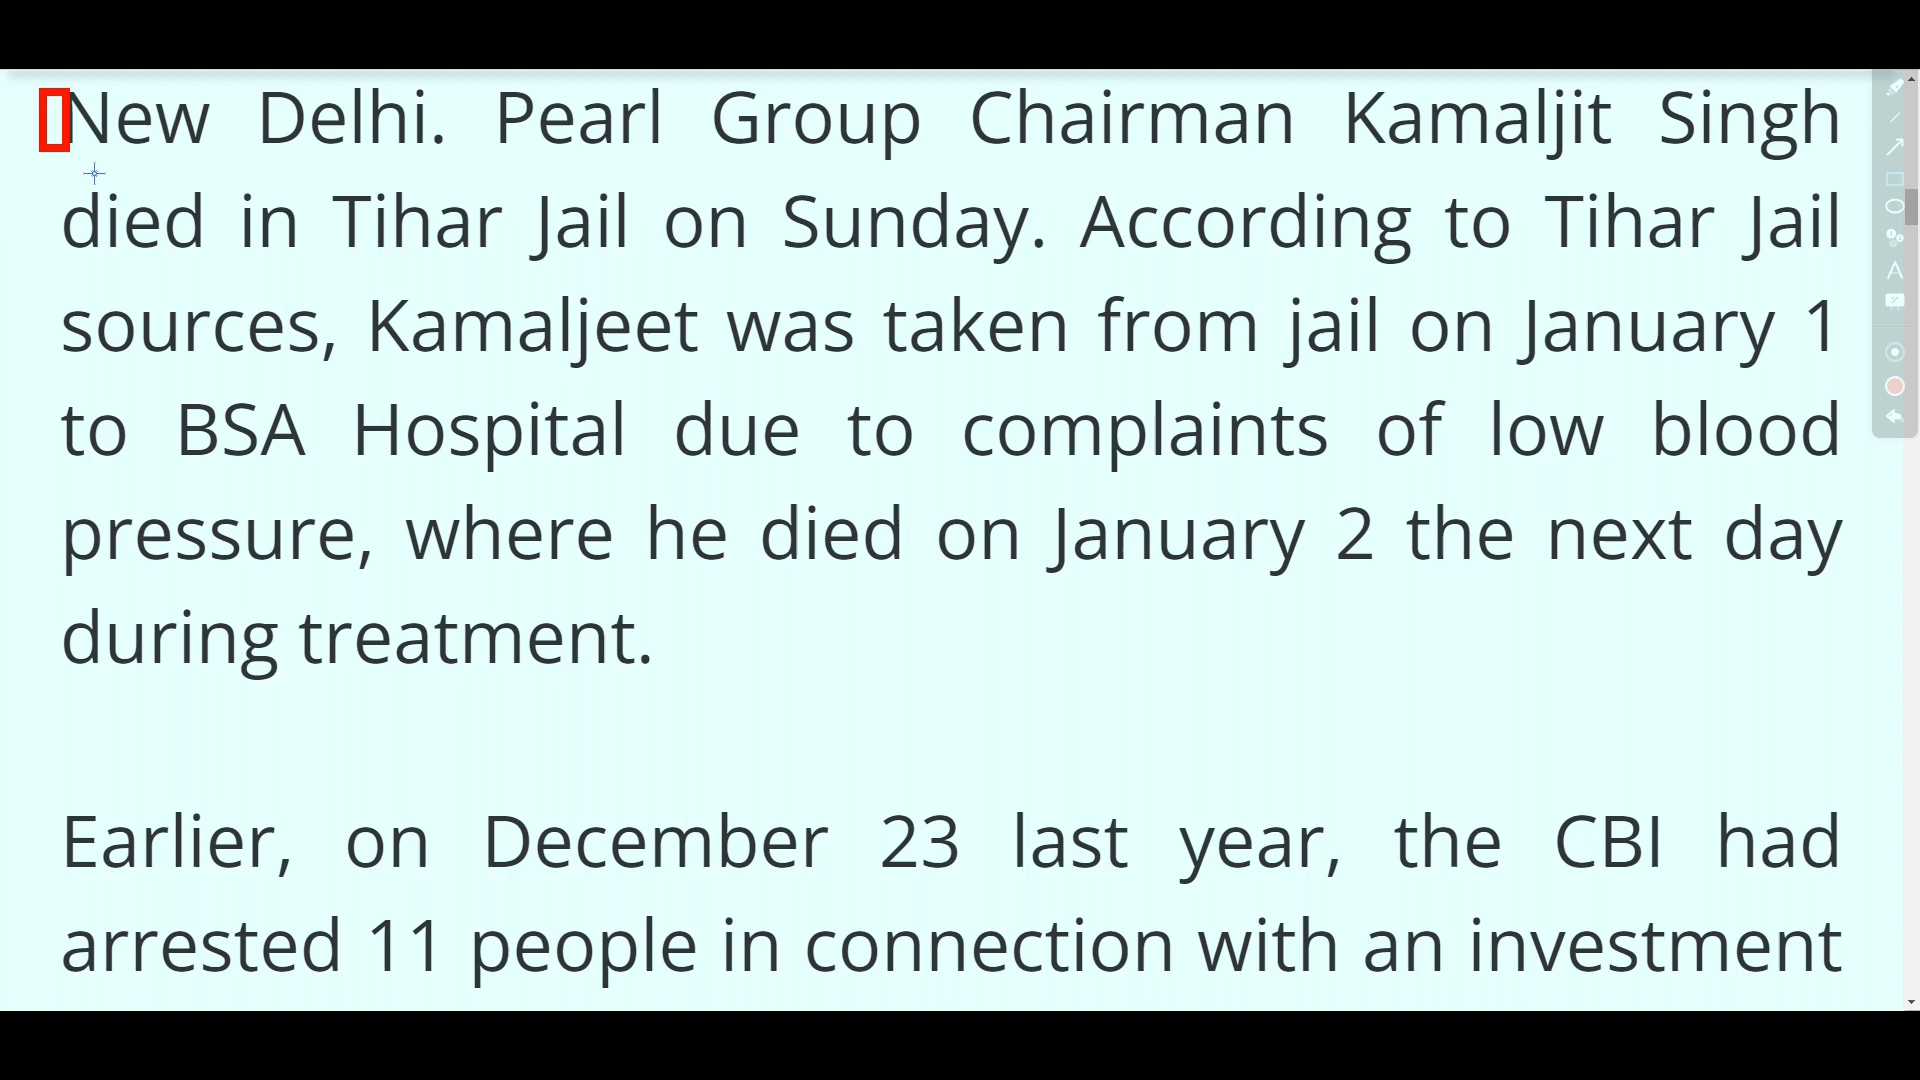 New Delhi. Pearl Group Chairman Kamaljit Singh
died in Tihar Jail on Sunday. According to Tihar Jail
sources, Kamaljeet was taken from jail on January 1
to BSA Hospital due to complaints of low blood
pressure, where he died on January 2 the next day
during treatment.
Earlier, on December 23 last year, the CBI had
arrested 11 people in connection with an investment